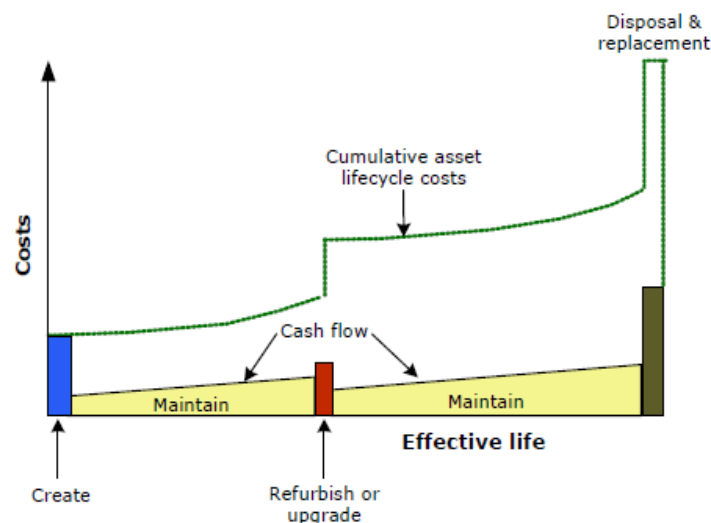 Disposal &
replacement
Cumulative asset
lifecycle costs
Costs
Cash flow
Maintain
Maintain
Effective life
Create
Refurbish or
upgrade